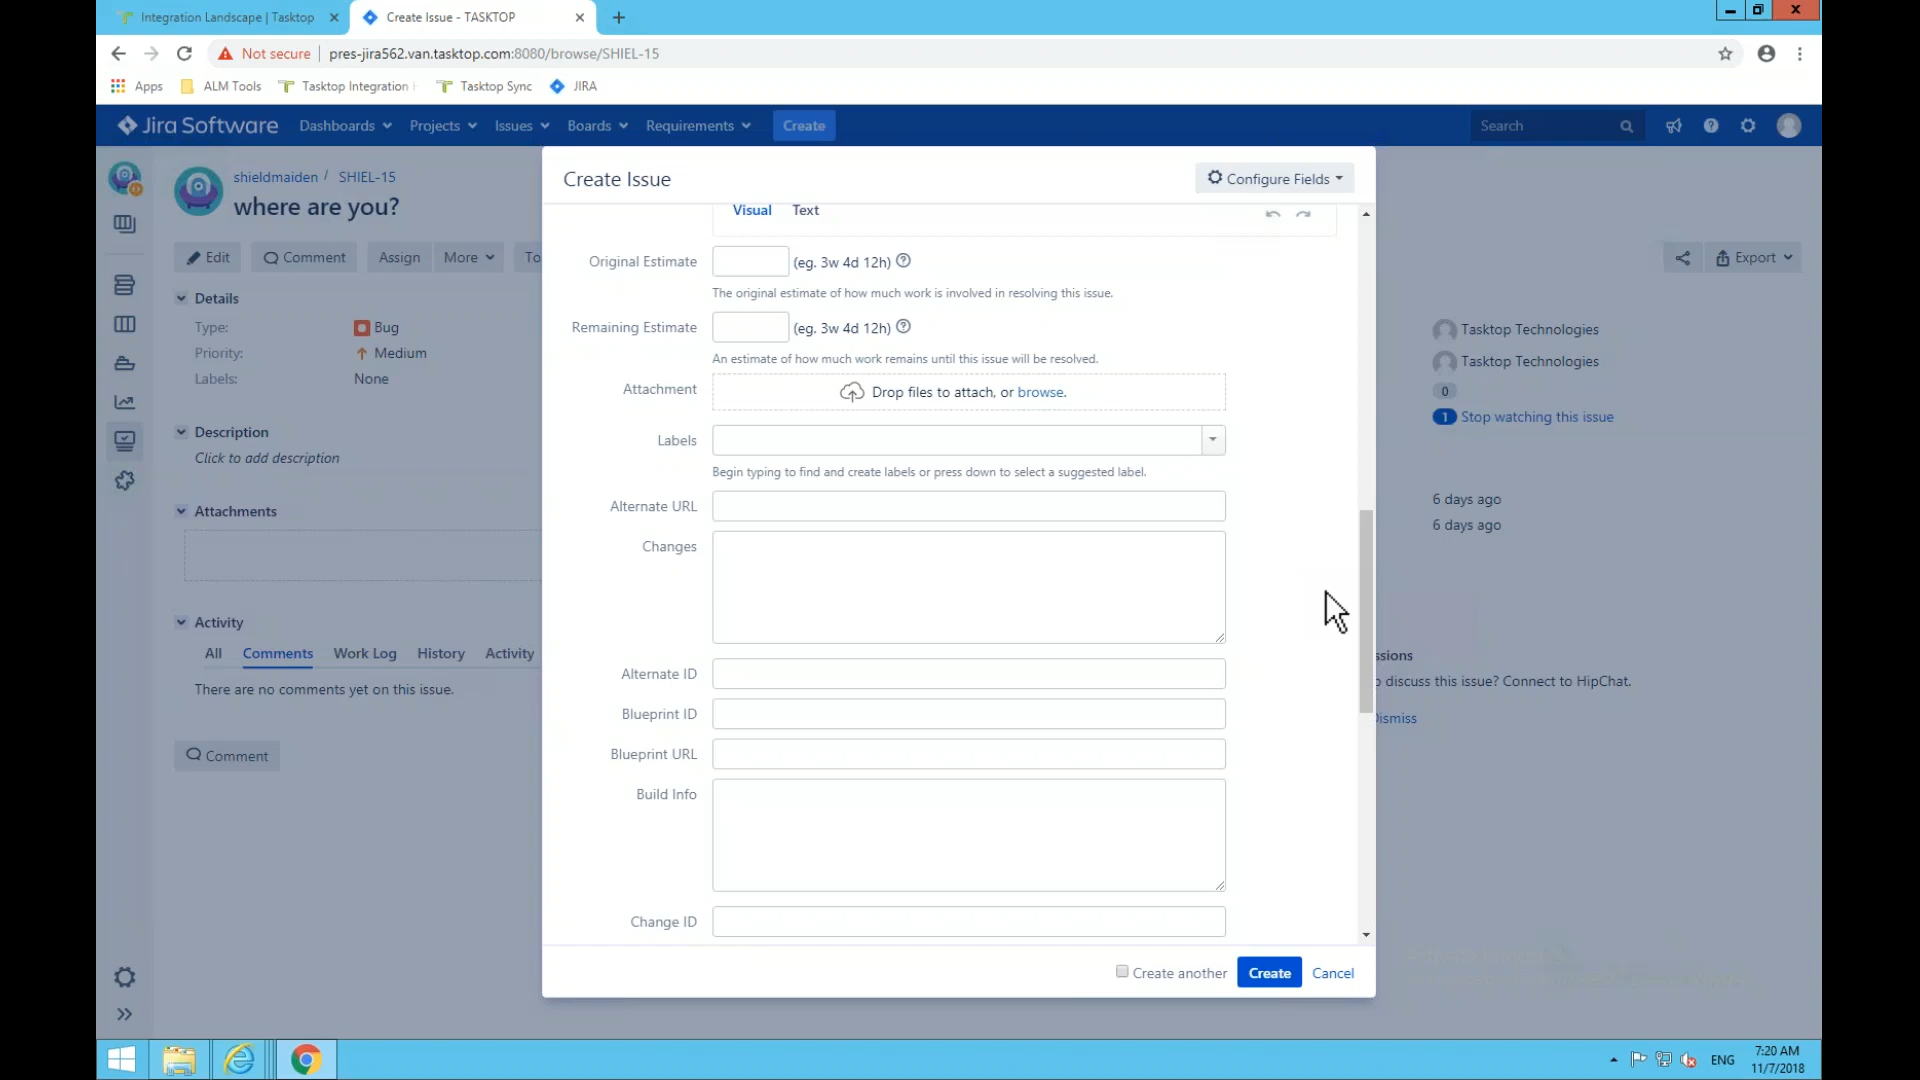 Integration Landscape | Tasktop
Create Issue - TASKTOP
Not secure
pres-jira562.van.tasktop.com:8080/browse/SHIEL-15
Apps
ALM Tools
Tasktop Integration
Tasktop Sync
JIRA
Jira Software
Dashboards
Projects
Issues
Boards
Requirements
Create
Search
shieldmaiden / SHIEL-15
where are you?
Edit
Comment
Assign
More
To
Export
Details
Type:
Bug
Priority:
Medium
Labels:
None
Description
Click to add description
Attachments
Activity
All
Comments
Work Log
History
Activity
There are no comments yet on this issue.
Comment
Create Issue
Configure Fields
Visual
Text
Original Estimate
(eg. 3w 4d 12h)
The original estimate of how much work is involved in resolving this issue.
Remaining Estimate
(eg. 3w 4d 12h)
An estimate of how much work remains until this issue will be resolved.
Attachment
Drop files to attach, or browse.
Labels
Begin typing to find and create labels or press down to select a suggested label.
Alternate URL
Changes
Alternate ID
Blueprint ID
Blueprint URL
Build Info
Change ID
Create another
Create
Cancel
Tasktop Technologies
Tasktop Technologies
0
1 Stop watching this issue
6 days ago
6 days ago
ssions
discuss this issue? Connect to HipChat.
Dismiss
ENG
7:20 AM
11/7/2018